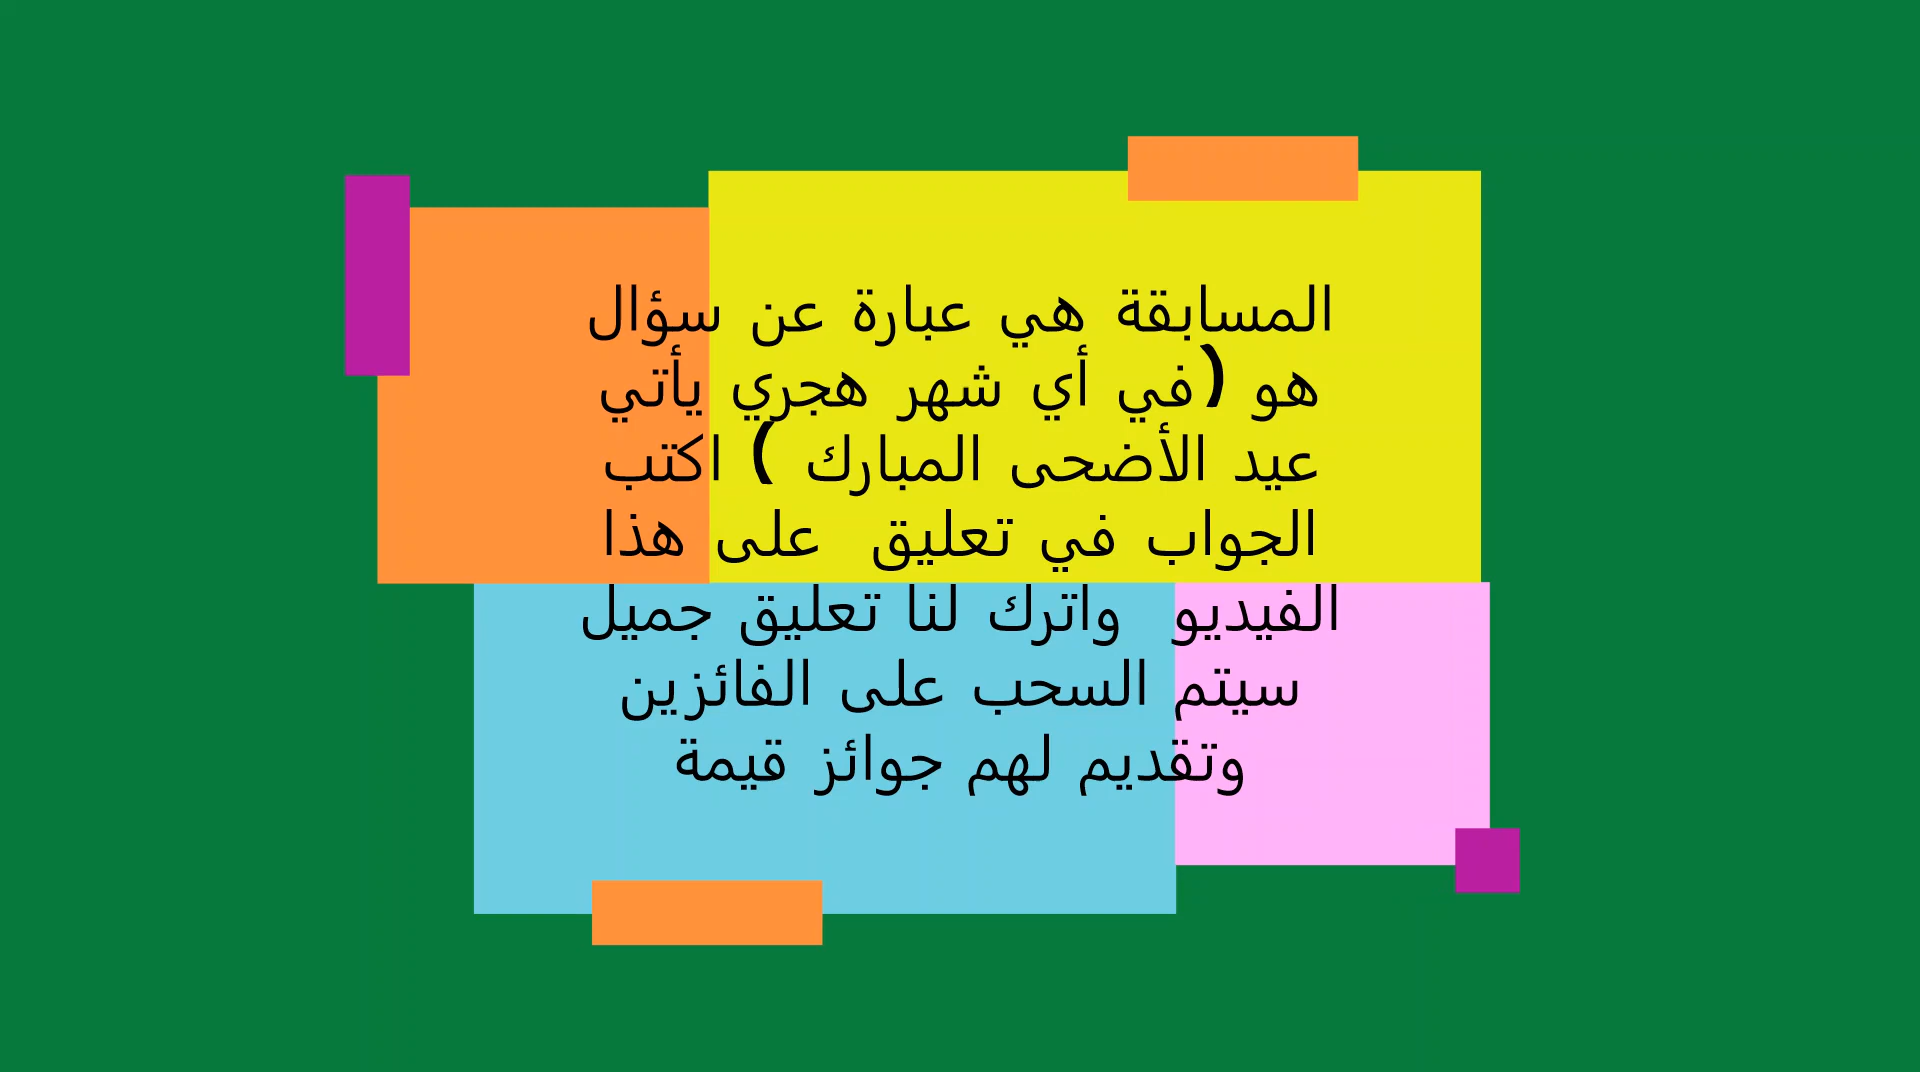 المسابقة هي عبارة عن سؤال
هو (في أي شهر هجري يأتي
عيد الأضحى المبارك ) اكتب
الجواب في تعليق على هذا
الفيديو واترك لنا تعليق جميل
سيتم السحب على الفائزين
وتقديم لهم جوائز قيمة